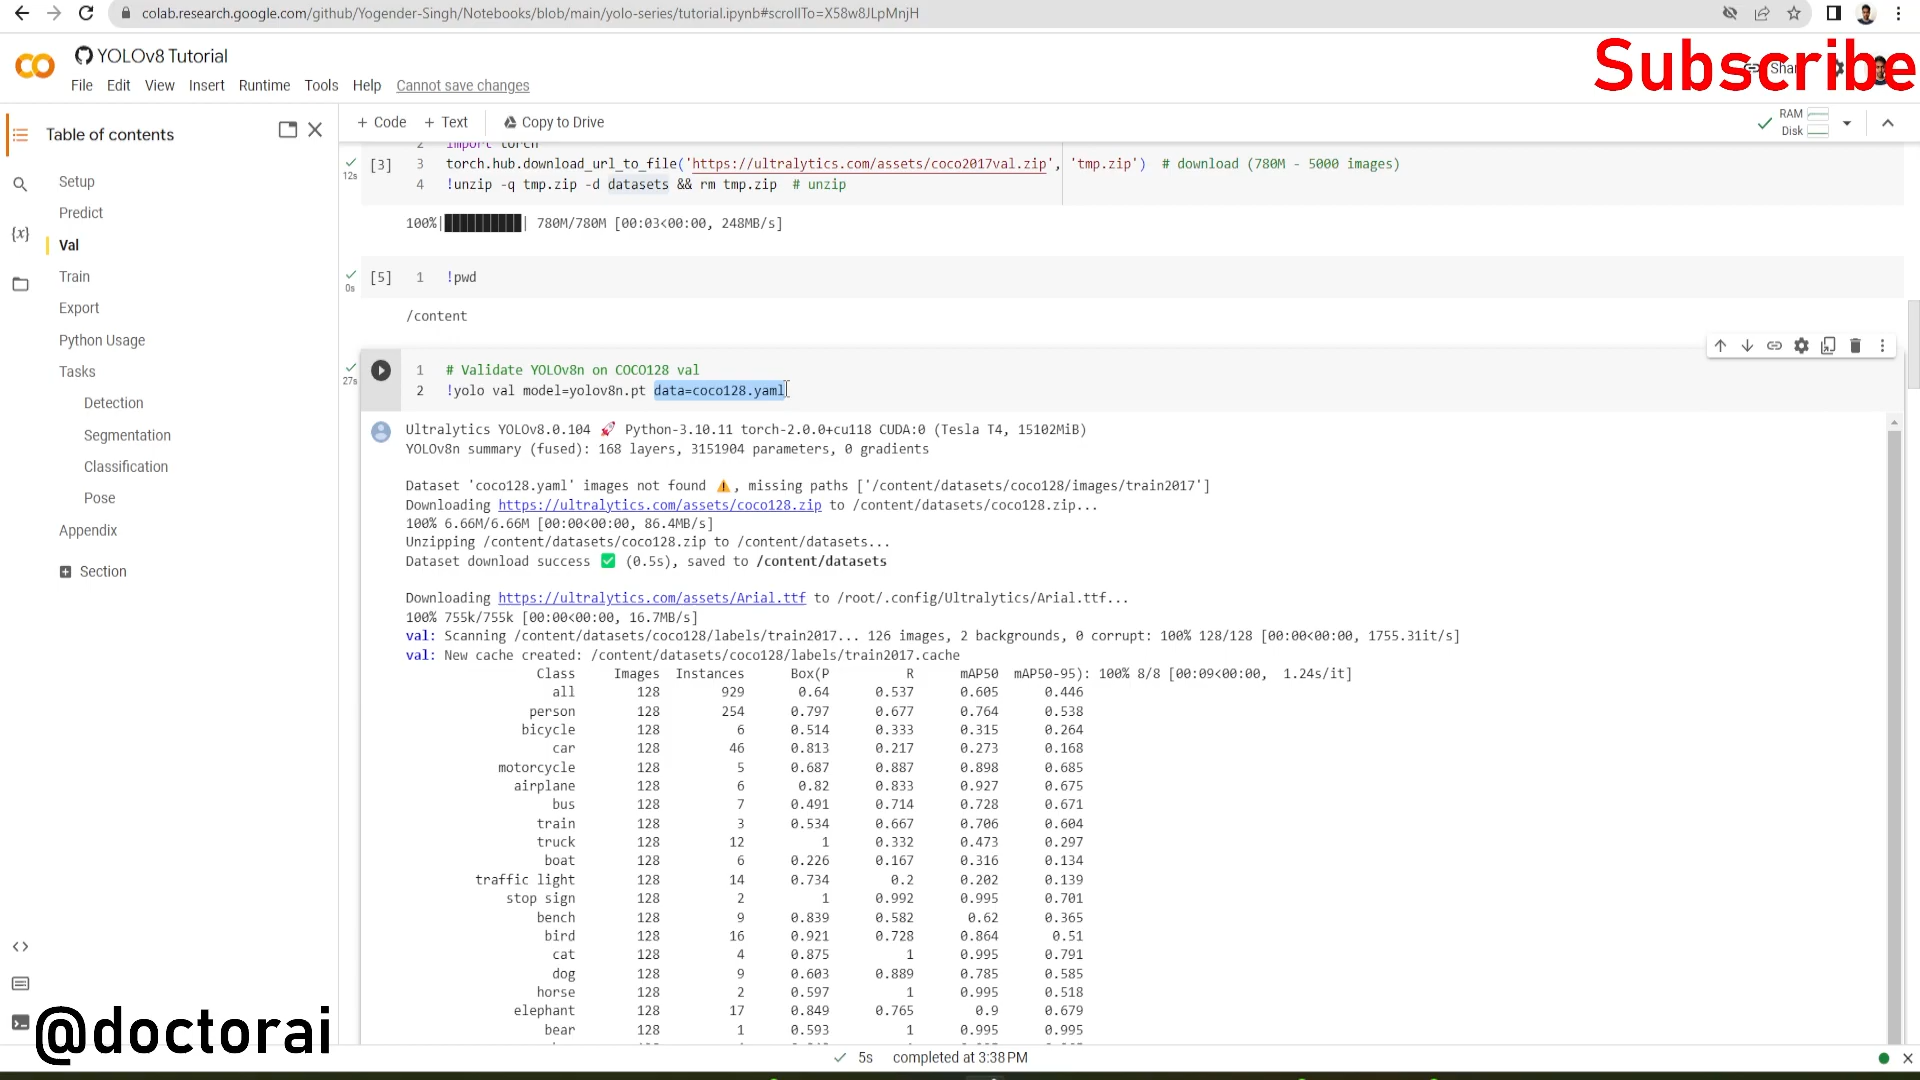 colab.research.google.com/github/Yogender-Singh/Notebooks/blob/main/yolo-series/tutorial.ipynb#scrollTo=X58w8JLpMnjH
YOLOv8 Tutorial
Subscribe
File Edit View Insert Runtime Tools Help Cannot save changes
Table of contents
+ Code + Text Copy to Drive
RAM
Disk
Setup
Predict
Val
Train
Export
Python Usage
Tasks
Detection
Segmentation
Classification
Pose
Appendix
Section
{x}
2 import torch
12s [3] 3 torch.hub.download_url_to_file('https://ultralytics.com/assets/coco2017val.zip', 'tmp.zip') # download (780M - 5000 images)
4 !unzip -q tmp.zip -d datasets && rm tmp.zip # unzip
100%|██████████| 780M/780M [00:03<00:00, 248MB/s]
0s [5] 1 !pwd
/content
27s 1 # Validate YOLOv8n on COCO128 val
2 !yolo val model=yolov8n.pt data=coco128.yaml
Ultralytics YOLOv8.0.104 🚀 Python-3.10.11 torch-2.0.0+cu118 CUDA:0 (Tesla T4, 15102MiB)
YOLOv8n summary (fused): 168 layers, 3151904 parameters, 0 gradients
Dataset 'coco128.yaml' images not found ⚠️, missing paths ['/content/datasets/coco128/images/train2017']
Downloading https://ultralytics.com/assets/coco128.zip to /content/datasets/coco128.zip...
100% 6.66M/6.66M [00:00<00:00, 86.4MB/s]
Unzipping /content/datasets/coco128.zip to /content/datasets...
Dataset download success ✅ (0.5s), saved to /content/datasets
Downloading https://ultralytics.com/assets/Arial.ttf to /root/.config/Ultralytics/Arial.ttf...
100% 755k/755k [00:00<00:00, 16.7MB/s]
val: Scanning /content/datasets/coco128/labels/train2017... 126 images, 2 backgrounds, 0 corrupt: 100% 128/128 [00:00<00:00, 1755.31it/s]
val: New cache created: /content/datasets/coco128/labels/train2017.cache
Class Images Instances Box(P R mAP50 mAP50-95): 100% 8/8 [00:09<00:00, 1.24s/it]
all 128 929 0.64 0.537 0.605 0.446
person 128 254 0.797 0.677 0.764 0.538
bicycle 128 6 0.514 0.333 0.315 0.264
car 128 46 0.813 0.217 0.273 0.168
motorcycle 128 5 0.687 0.887 0.898 0.685
airplane 128 6 0.82 0.833 0.927 0.675
bus 128 7 0.491 0.714 0.728 0.671
train 128 3 0.534 0.667 0.706 0.604
truck 128 12 1 0.332 0.473 0.297
boat 128 6 0.226 0.167 0.316 0.134
traffic light 128 14 0.734 0.2 0.202 0.139
stop sign 128 2 1 0.992 0.995 0.701
bench 128 9 0.839 0.582 0.62 0.365
bird 128 16 0.921 0.728 0.864 0.51
cat 128 4 0.875 1 0.995 0.791
dog 128 9 0.603 0.889 0.785 0.585
horse 128 2 0.597 1 0.995 0.518
elephant 128 17 0.849 0.765 0.9 0.679
bear 128 1 0.593 1 0.995 0.995
@doctorai
5s completed at 3:38 PM